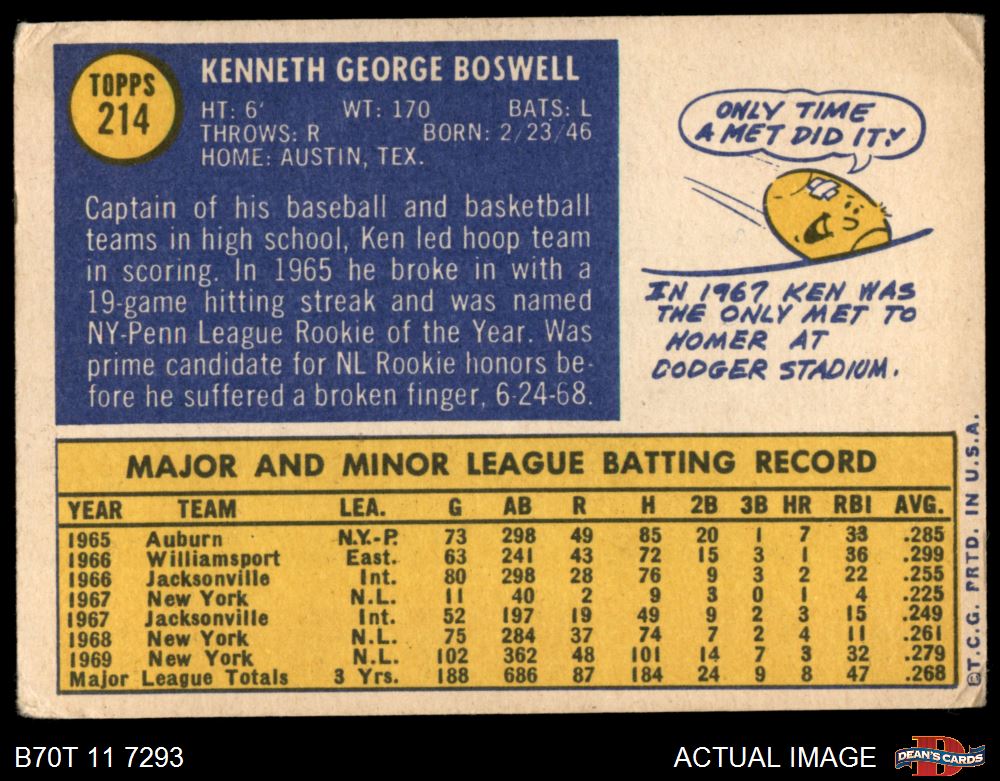 TOPPS
214
KENNETH GEORGE BOSWELL
HT: 6' WT: 170 BATS: L
THROWS: R BORN: 2/23/46
HOME: AUSTIN, TEX.
Captain of his baseball and basketball
teams in high school, Ken led hoop team
in scoring. In 1965 he broke in with a
19-game hitting streak and was named
NY-Penn League Rookie of the Year. Was
prime candidate for NL Rookie honors be-
fore he suffered a broken finger, 6-24-68.
ONLY TIME
A MET DID IT!
IN 1967 KEN WAS
THE ONLY MET TO
HOMER AT
DODGER STADIUM.
MAJOR AND MINOR LEAGUE BATTING RECORD
YEAR TEAM LEA. G AB R H 2B 3B HR RBI AVG.
1965 Auburn N.Y.-P. 73 298 49 85 20 1 7 33 .285
1966 Williamsport East. 63 241 43 72 15 3 1 36 .299
1966 Jacksonville Int. 80 298 28 76 9 3 2 22 .255
1967 New York N.L. 11 40 2 9 3 0 1 4 .225
1967 Jacksonville Int. 52 197 19 49 9 2 3 15 .249
1968 New York N.L. 75 284 37 74 7 2 4 11 .261
1969 New York N.L. 102 362 48 101 14 7 3 32 .279
Major League Totals 3 Yrs. 188 686 87 184 24 9 8 47 .268
©T.C.G. PRTD. IN U.S.A.
B70T 11 7293
ACTUAL IMAGE
DEAN'S CARDS